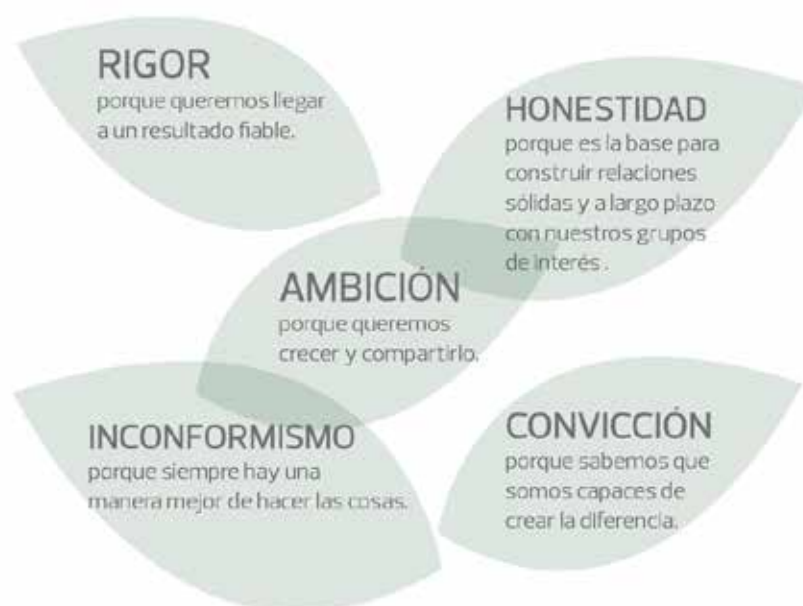 RIGOR
porque queremos llegar
a un resultado fiable.
HONESTIDAD
porque es la base para
construir relaciones
sólidas y a largo plazo
con nuestros grupos
de interés .
AMBICIÓN
porque queremos
crecer y compartirlo.
INCONFORMISMO
porque siempre hay una
manera mejor de hacer las cosas.
CONVICCIÓN
porque sabemos que
somos capaces de
crear la diferencia.